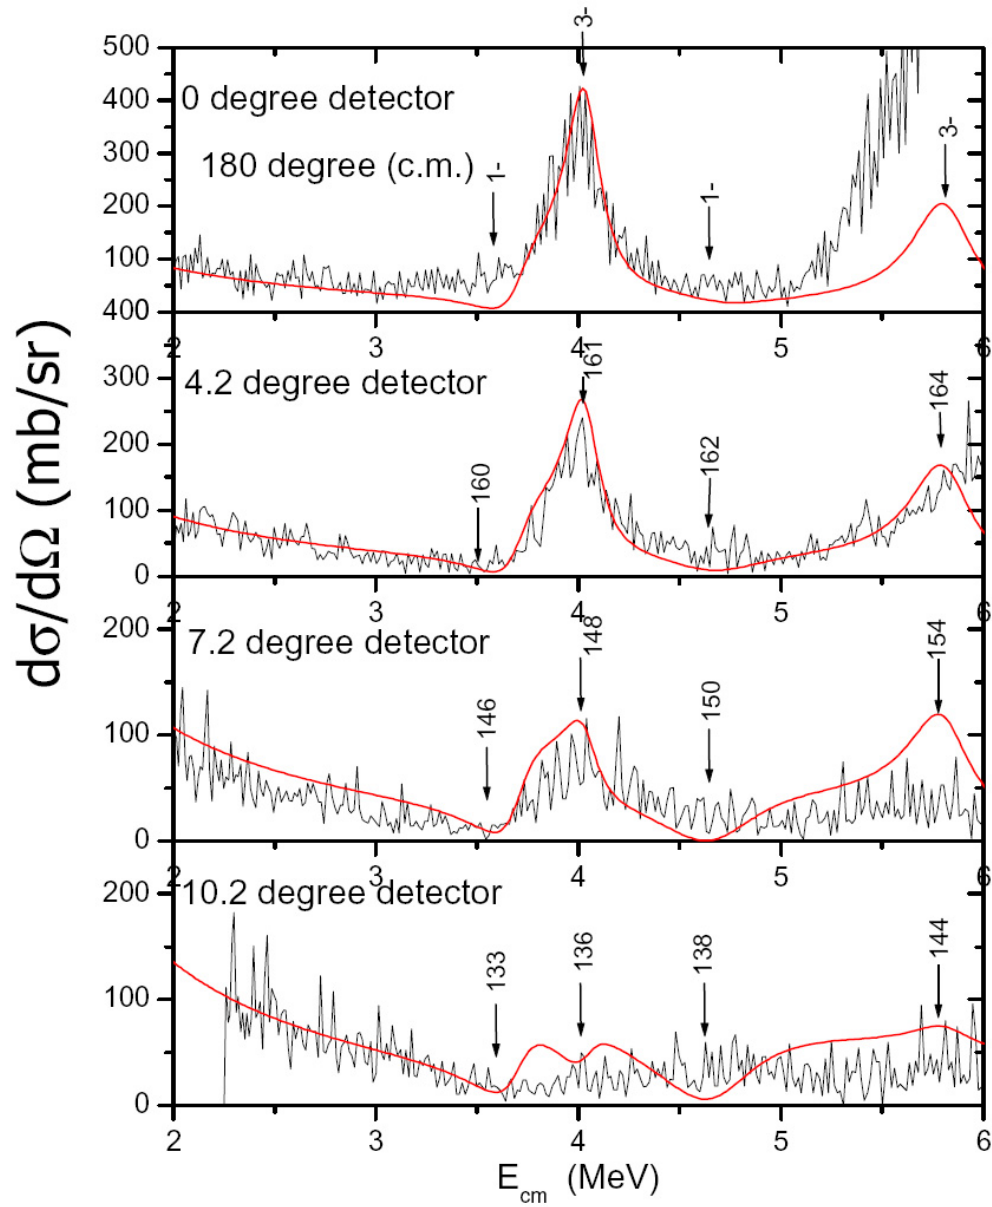 dσ/dΩ (mb/sr)
3-
500
0 degree detector
400
180 degree (c.m.)
1-
1-
3-
300
200
100
400
2 3 4 5 6
4.2 degree detector
161
164
300
200
160
162
100
0
2 3 4 5 6
200
7.2 degree detector
148
154
146
150
100
0
2 3 4 5 6
200
10.2 degree detector
133
136
138
144
100
0
2 3 4 5 6
E cm (MeV)